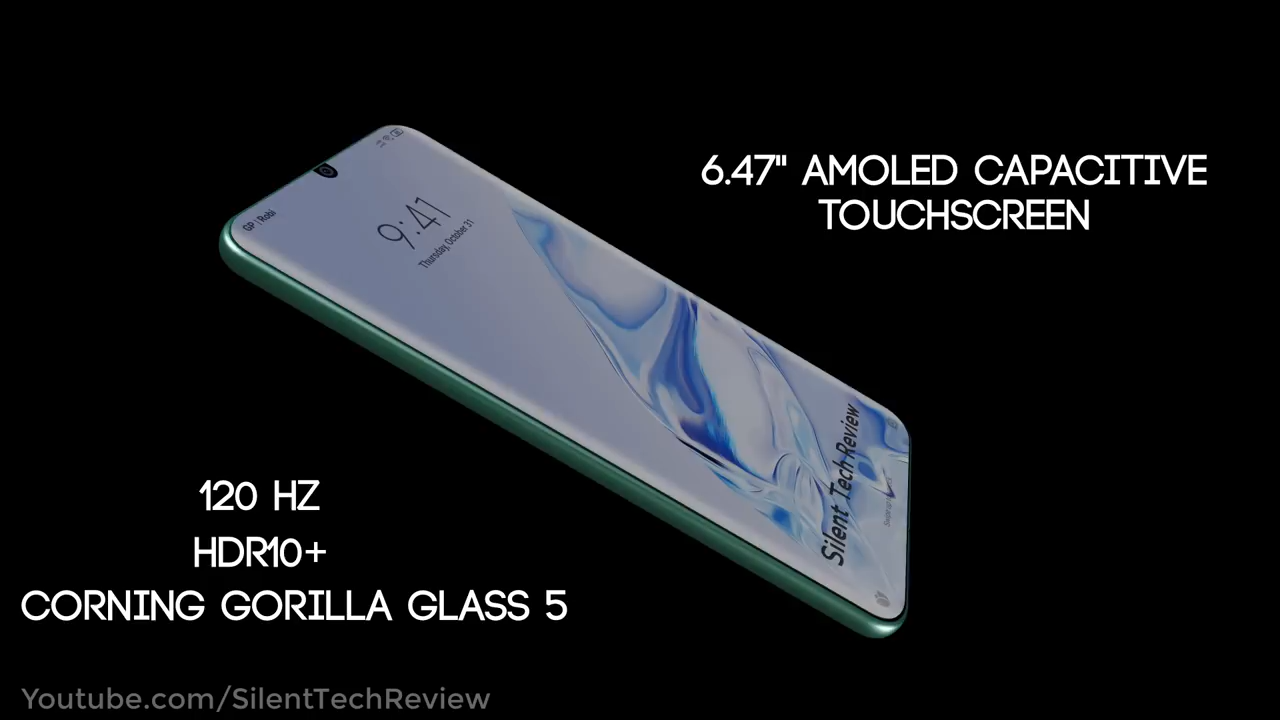 6.47" AMOLED CAPACITIVE
TOUCHSCREEN
GP | Robi
9:41
Thursday, October 31
Silent Tech Review
120 HZ
HDR10+
CORNING GORILLA GLASS 5
Youtube.com/SilentTechReview